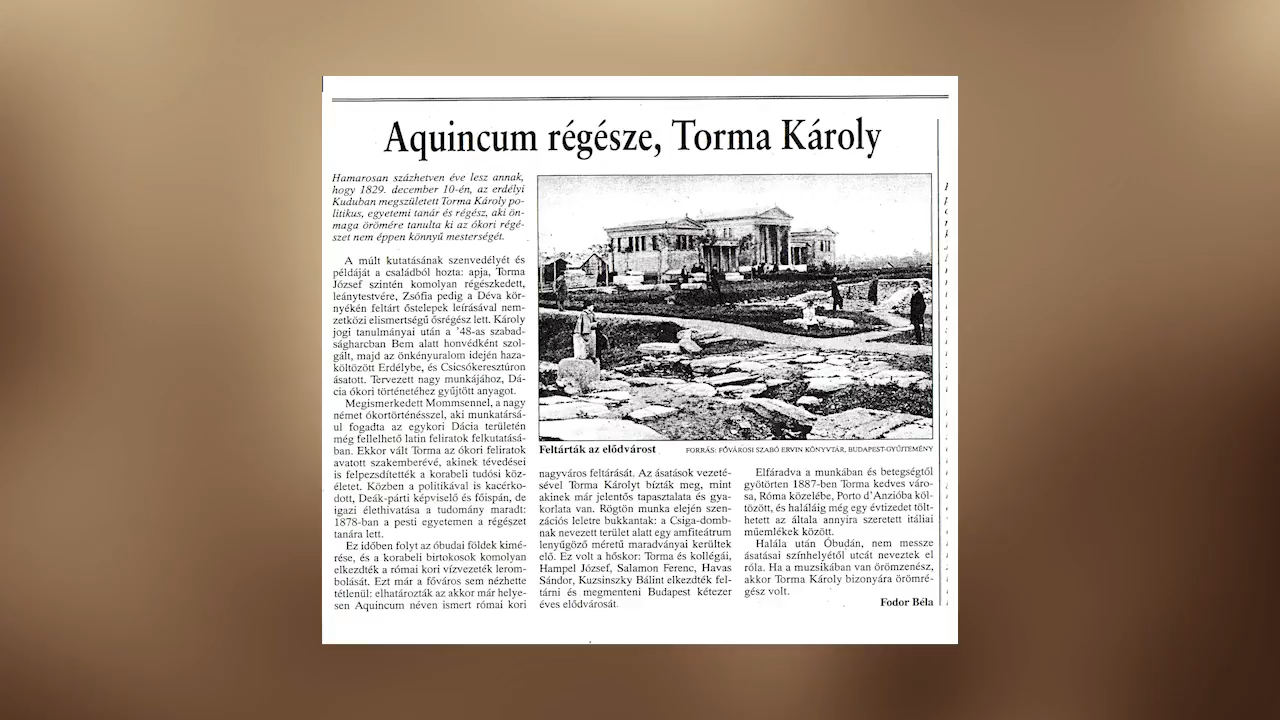 Aquincum régésze, Torma Károly
Hamarosan százhetven éve lesz annak,
hogy 1829. december 10-én, az erdélyi
Kuduban megszületett Torma Károly po-
litikus, egyetemi tanár és régész, aki ön-
maga örömére tanulta ki az ókori régé-
szet nem éppen könnyű mesterségét.
A múlt kutatásának szenvedélyét és
példáját a családból hozta: apja, Torma
József szintén komolyan régészkedett,
leánytestvére, Zsófia pedig a Déva kör-
nyékén feltárt őstelepek leírásával nem-
zetközi elismertségű ősrégész lett. Károly
jogi tanulmányai után a '48-as szabad-
ságharcban Bem alatt honvédként szol-
gált, majd az önkényuralom idején haza-
költözött Erdélybe, és Csicsókeresztúron
ásatott. Tervezett nagy munkájához, Dá-
cia ókori történetéhez gyűjtött anyagot.
Megismerkedett Mommsennel, a nagy
német ókortörténésszel, aki munkatársá-
ul fogadta az egykori Dácia területén
még fellelhető latin feliratok felkutatásá-
ban. Ekkor vált Torma az ókori feliratok
avatott szakemberévé, akinek tévedései
is felpezsdítették a korabeli tudósi köz-
életet. Közben a politikával is kacérko-
dott, Deák-párti képviselő és főispán, de
igazi élethivatása a tudomány maradt:
1878-ban a pesti egyetemen a régészet
tanára lett.
Ez időben folyt az óbudai földek kimé-
rése, és a korabeli birtokosok komolyan
elkezdték a római kori vízvezeték lerom-
bolását. Ezt már a főváros sem nézhette
tétlenül: elhatározták az akkor már helye-
sen Aquincum néven ismert római kori
Feltárták az elődvárost
FORRÁS: FŐVÁROSI SZABÓ ERVIN KÖNYVTÁR, BUDAPEST-GYŰJTEMÉNY
nagyváros feltárását. Az ásatások vezeté-
sével Torma Károlyt bízták meg, mint
akinek már jelentős tapasztalata és gya-
korlata van. Rögtön munka elején szen-
zációs leletre bukkantak: a Csiga-domb-
nak nevezett terület alatt egy amfiteátrum
lenyűgöző méretű maradványai kerültek
elő. Ez volt a hőskor: Torma és kollégái,
Hampel József, Salamon Ferenc, Havas
Sándor, Kuzsinszky Bálint elkezdték fel-
tárni és megmenteni Budapest kétezer
éves elődvárosát.
Elfáradva a munkában és betegségtől
gyötörten 1887-ben Torma kedves váro-
sa, Róma közelébe, Porto d'Anzióba köl-
tözött, és haláláig még egy évtizedet tölt-
hetett az általa annyira szeretett itáliai
műemlékek között.
Halála után Óbudán, nem messze
ásatásai színhelyétől utcát neveztek el
róla. Ha a muzsikában van örömzenész,
akkor Torma Károly bizonyára örömré-
gész volt.
Fodor Béla